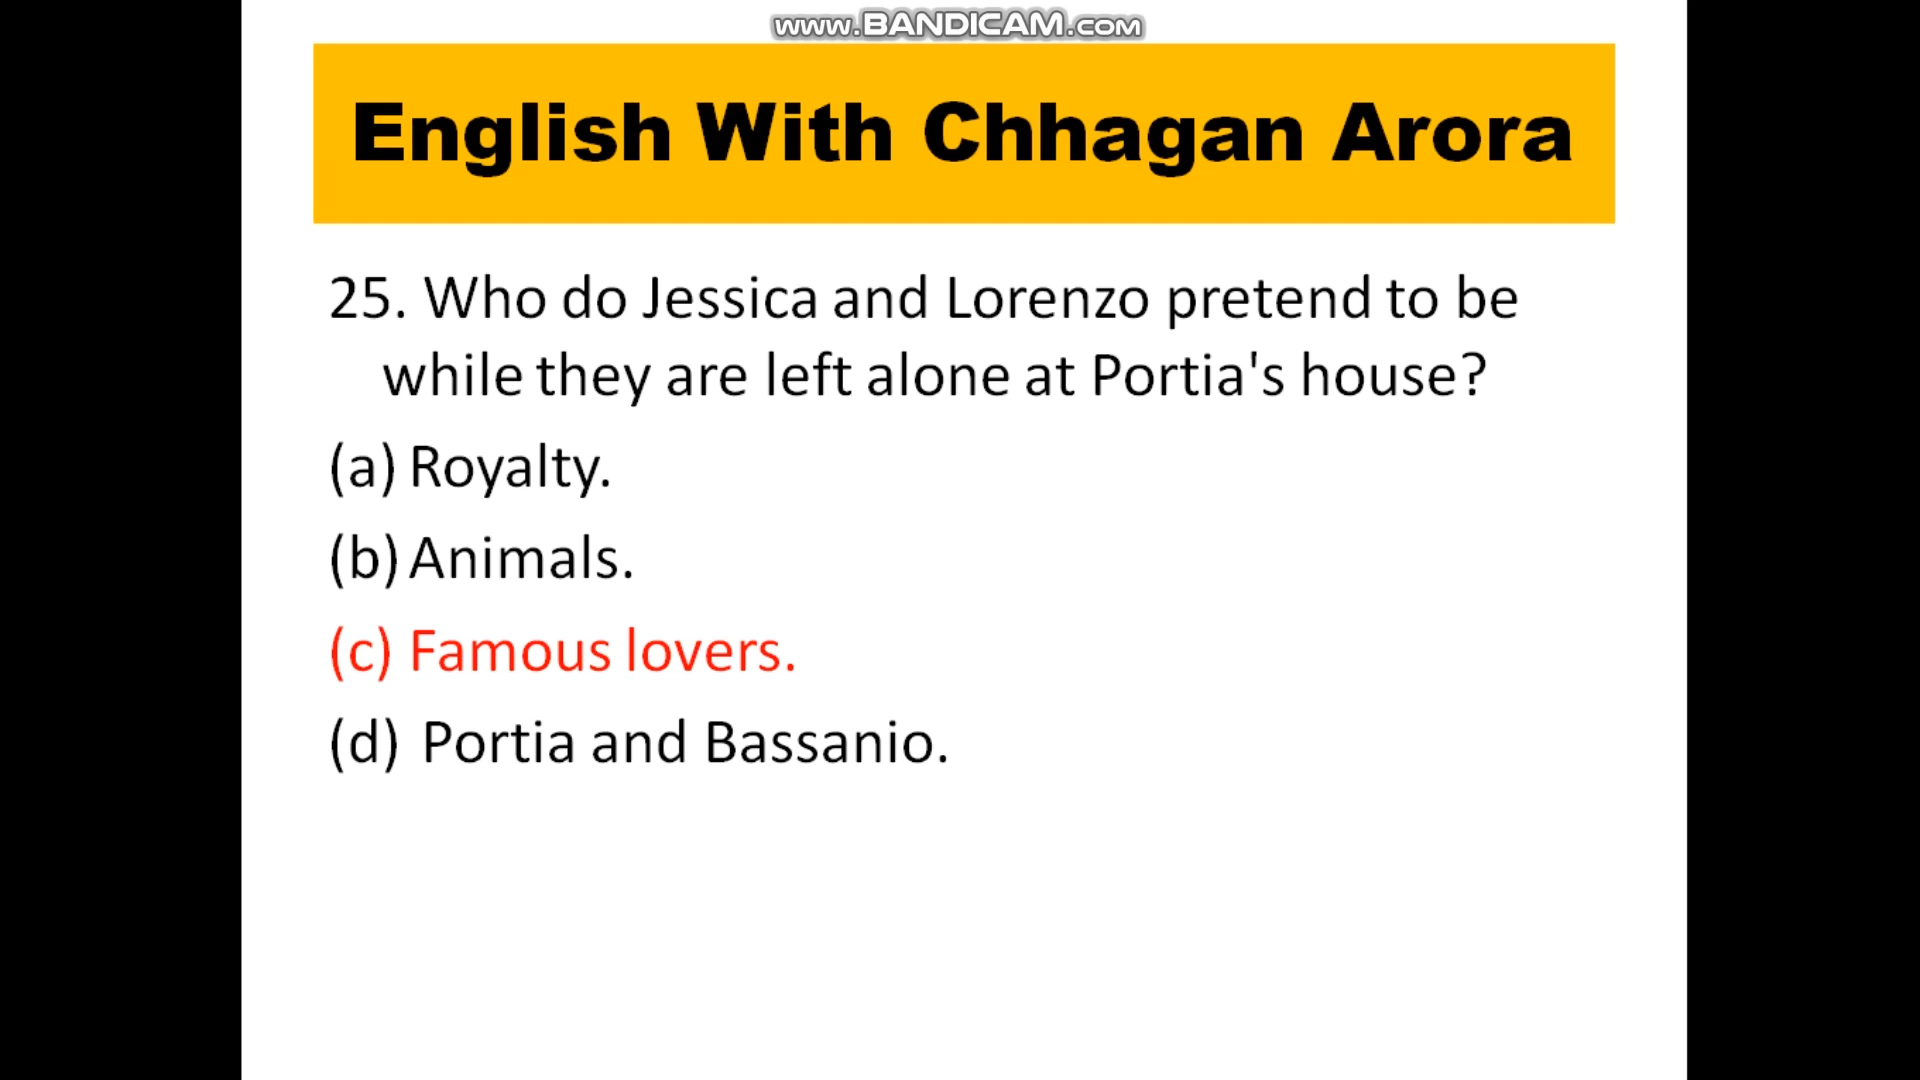 www.BANDICAM.com
English With Chhagan Arora
25. Who do Jessica and Lorenzo pretend to be
while they are left alone at Portia's house?
(a) Royalty.
(b) Animals.
(c) Famous lovers.
(d) Portia and Bassanio.